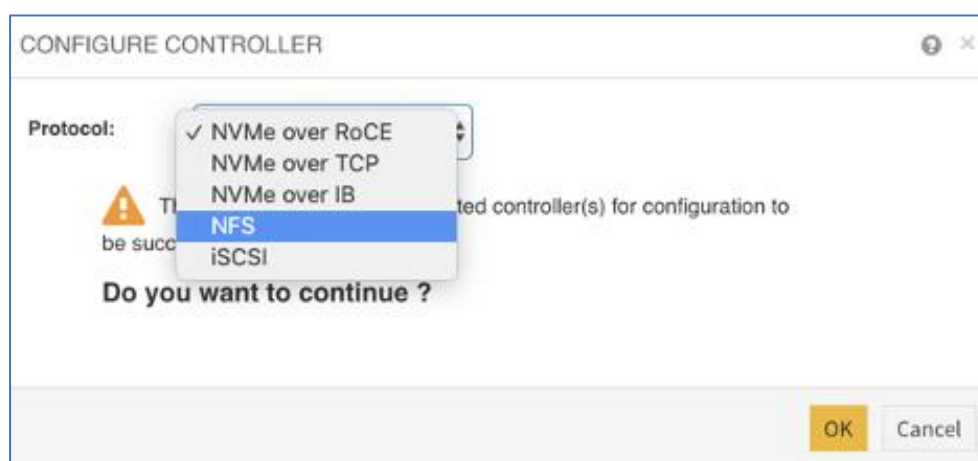 CONFIGURE CONTROLLER
Protocol:
✓ NVMe over RoCE
NVMe over TCP
NVMe over IB
NFS
iSCSI
ted controller(s) for configuration to
be succ
Do you want to continue ?
OK Cancel